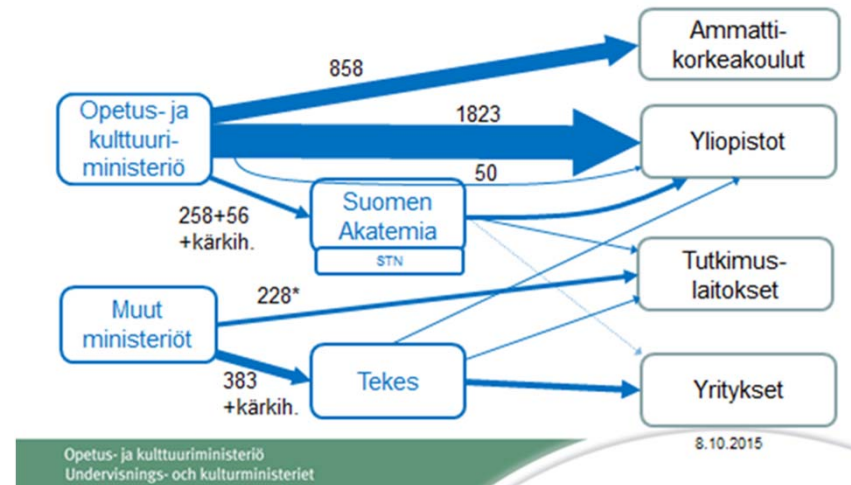 Ammatti-
korkeakoulut
858
Opetus- ja
kulttuuri-
ministeriö
1823
Yliopistot
50
258+56
+kärkih.
Suomen
Akatemia
STN
Tutkimus-
laitokset
228*
Muut
ministeriöt
383
+kärkih.
Tekes
Yritykset
8.10.2015
Opetus- ja kulttuuriministeriö
Undervisnings- och kulturministeriet